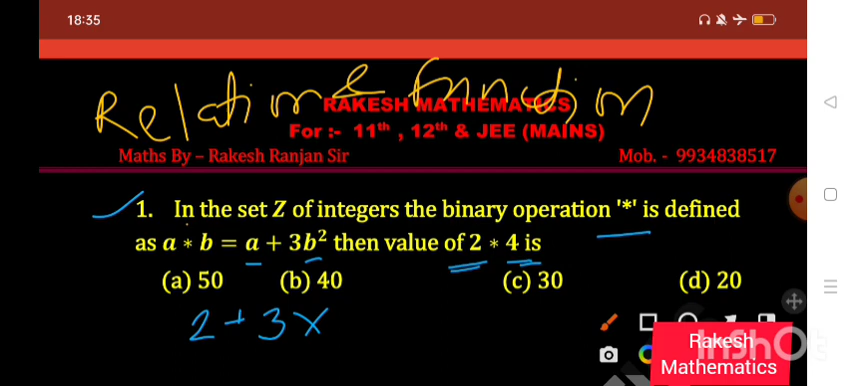 18:35
Relation & function
RAKESH MATHEMATICS
For :- 11th , 12th & JEE (MAINS)
Maths By – Rakesh Ranjan Sir Mob. - 9934838517
1. In the set Z of integers the binary operation '*' is defined
as a * b = a + 3b² then value of 2 * 4 is
(a) 50 (b) 40 (c) 30 (d) 20
2 + 3 x
InShOt
Rakesh
Mathematics